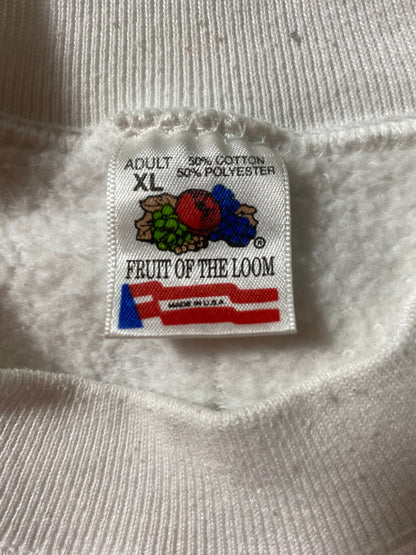 ADULT 50% COTTON
XL 50% POLYESTER
®
FRUIT OF THE LOOM
MADE IN U.S.A.